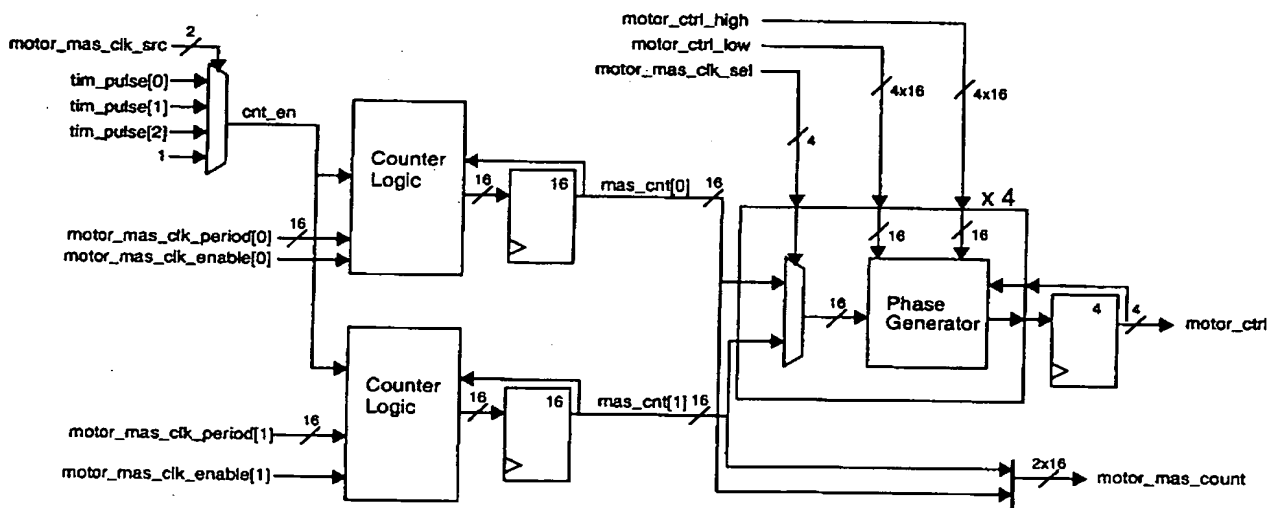 motor_ctrl_high
motor_ctrl_low
motor_mas_clk_sel
motor_mas_clk_src
2
tim_pulse[0]
tim_pulse[1]
tim_pulse[2]
1
cnt_en
4x16
4x16
4
Counter
Logic
16
16
mas_cnt[0]
16
x 4
16
16
motor_mas_clk_period[0]
16
motor_mas_clk_enable[0]
16
Phase
Generator
4
4
motor_ctrl
Counter
Logic
16
16
mas_cnt[1]
16
motor_mas_clk_period[1]
16
motor_mas_clk_enable[1]
2x16
motor_mas_count